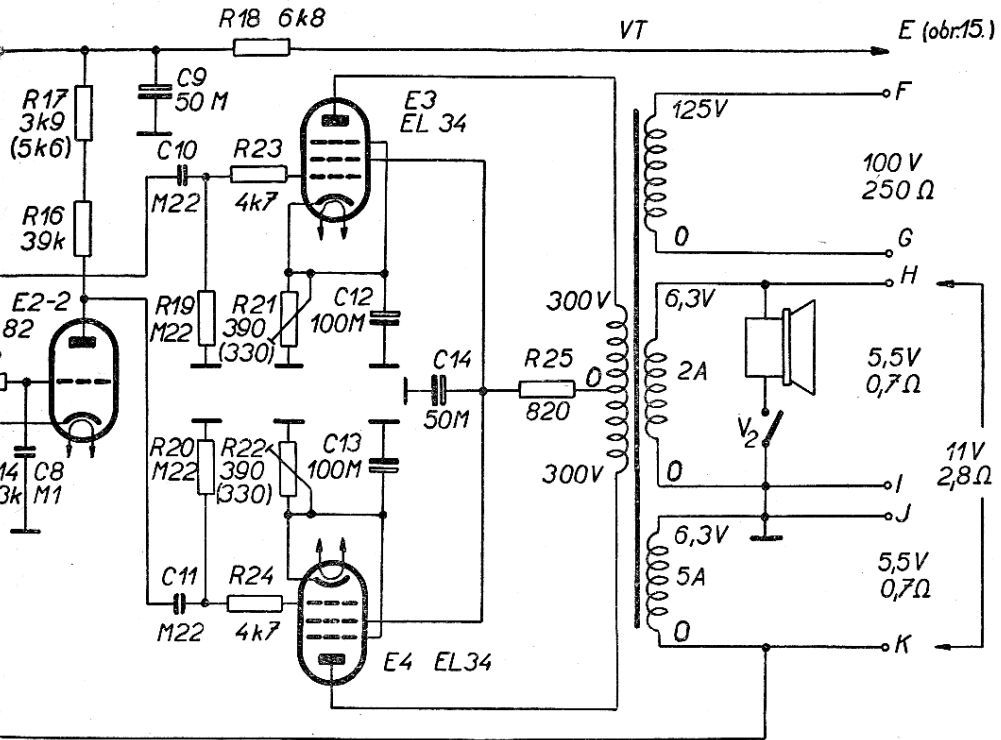 R18 6k8
VT
E (obr.15.)
C9
50 M
R17
3k9
(5k6)
E3
EL 34
125V
F
C10
M22
R23
4k7
100 V
250 Ω
R16
39k
0
G
H
E2-2
82
R19
M22
R21
390
(330)
C12
100M
300V
6,3V
C14
50M
R25
820
0
2A
5,5V
0,7Ω
V2
R20
M22
R22
390
(330)
C13
100M
300V
11V
2,8Ω
14
3k
C8
M1
0
I
J
6,3V
C11
M22
R24
4k7
5A
5,5V
0,7Ω
0
K
E4 EL34